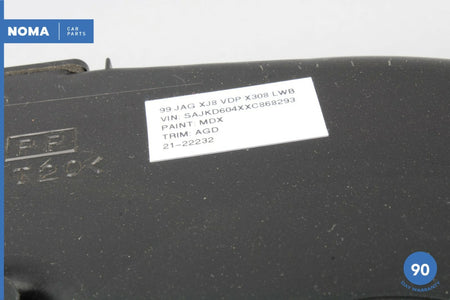 NOMA CAR
PARTS
99 JAG XJ8 VDP X308 LWB
VIN: SAJKD604XXC868293
PAINT: MDX
TRIM: AGD
21-22232
90
DAY WARRANTY